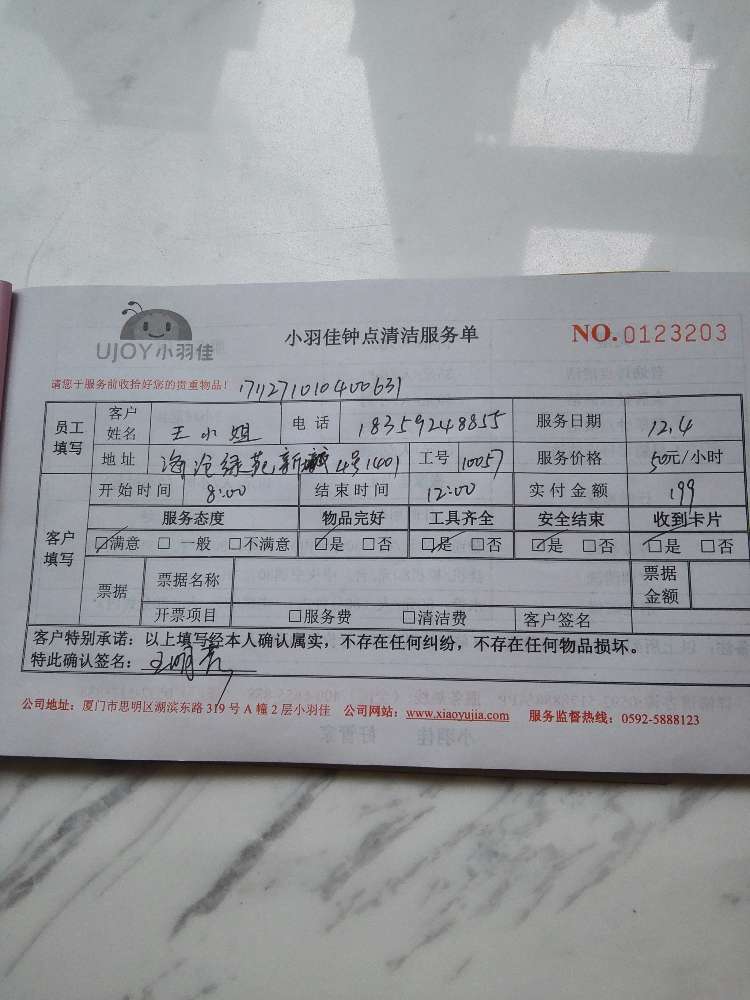 UJOY小羽佳
小羽佳钟点清洁服务单
NO.0123203
请您于服务前收拾好您的贵重物品！ 171127101040063​1
员工填写 客户姓名 王小姐 电话 18359248855 服务日期 12.4
地址 海沧绿苑新 4号1401 工号 10057 服务价格 50元/小时
客户填写 开始时间 8:00 结束时间 12:00 实付金额 199
服务态度 物品完好 工具齐全 安全结束 收到卡片
☑满意 □一般 □不满意 ☑是 □否 ☑是 □否 ☑是 □否 ☑是 □否
票据 票据名称 票据金额
开票项目 □服务费 □清洁费 客户签名
客户特别承诺：以上填写经本人确认属实，不存在任何纠纷，不存在任何物品损坏。
特此确认签名：
公司地址：厦门市思明区湖滨东路319号A幢2层小羽佳 公司网站：www.xiaoyujia.com 服务监督热线：0592-5888123